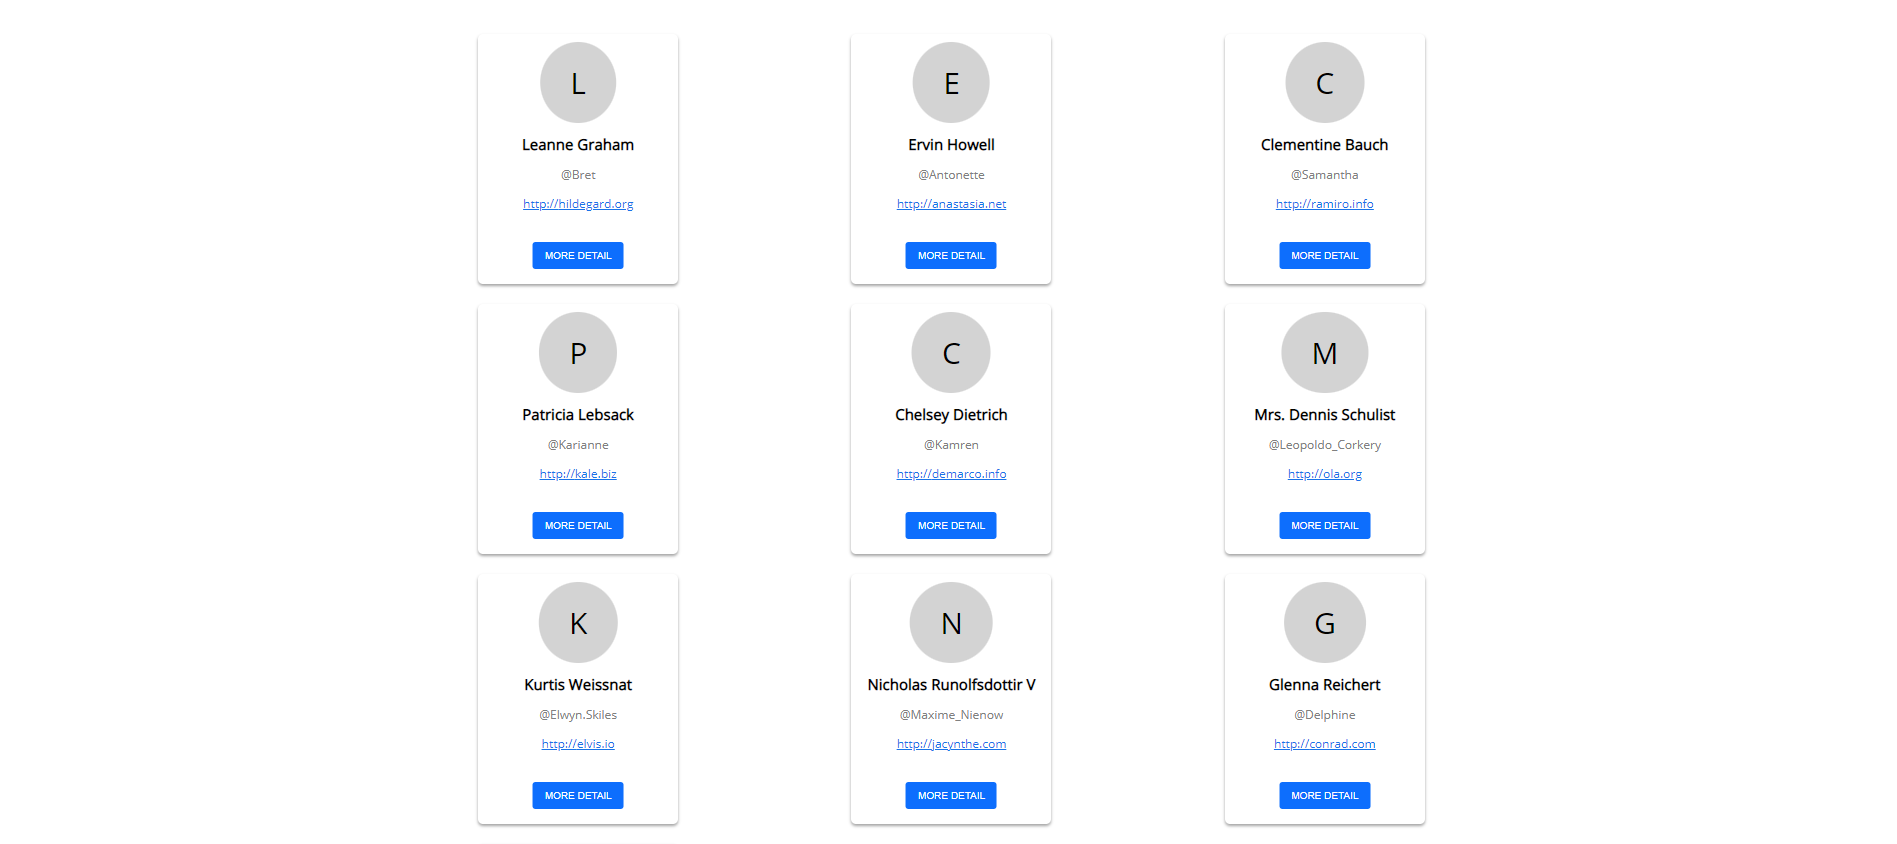 L
Leanne Graham
@Bret
http://hildegard.org
MORE DETAIL
E
Ervin Howell
@Antonette
http://anastasia.net
MORE DETAIL
C
Clementine Bauch
@Samantha
http://ramiro.info
MORE DETAIL
P
Patricia Lebsack
@Karianne
http://kale.biz
MORE DETAIL
C
Chelsey Dietrich
@Kamren
http://demarco.info
MORE DETAIL
M
Mrs. Dennis Schulist
@Leopoldo_Corkery
http://ola.org
MORE DETAIL
K
Kurtis Weissnat
@Elwyn.Skiles
http://elvis.io
MORE DETAIL
N
Nicholas Runolfsdottir V
@Maxime_Nienow
http://jacynthe.com
MORE DETAIL
G
Glenna Reichert
@Delphine
http://conrad.com
MORE DETAIL